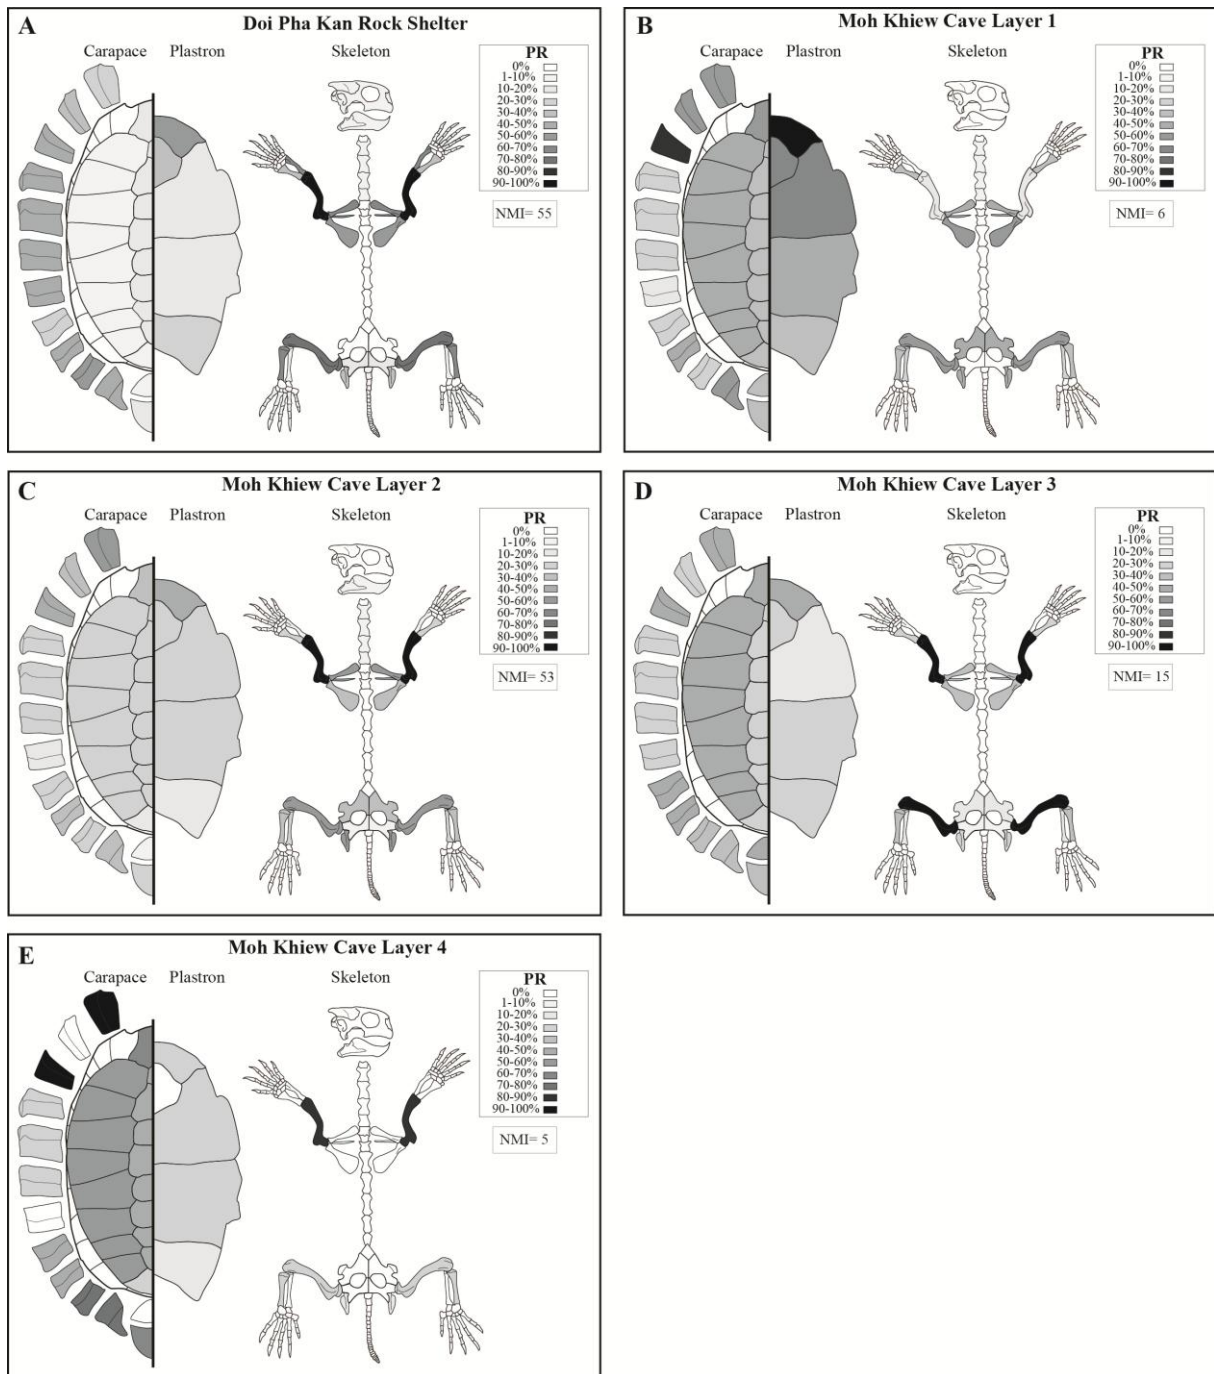 A
Doi Pha Kan Rock Shelter
Carapace Plastron Skeleton
PR
0%
1-10%
10-20%
20-30%
30-40%
40-50%
50-60%
60-70%
70-80%
80-90%
90-100%
NMI= 55
B
Moh Khiew Cave Layer 1
Carapace Plastron Skeleton
PR
0%
1-10%
10-20%
20-30%
30-40%
40-50%
50-60%
60-70%
70-80%
80-90%
90-100%
NMI= 6
C
Moh Khiew Cave Layer 2
Carapace Plastron Skeleton
PR
0%
1-10%
10-20%
20-30%
30-40%
40-50%
50-60%
60-70%
70-80%
80-90%
90-100%
NMI= 53
D
Moh Khiew Cave Layer 3
Carapace Plastron Skeleton
PR
0%
1-10%
10-20%
20-30%
30-40%
40-50%
50-60%
60-70%
70-80%
80-90%
90-100%
NMI= 15
E
Moh Khiew Cave Layer 4
Carapace Plastron Skeleton
PR
0%
1-10%
10-20%
20-30%
30-40%
40-50%
50-60%
60-70%
70-80%
80-90%
90-100%
NMI= 5